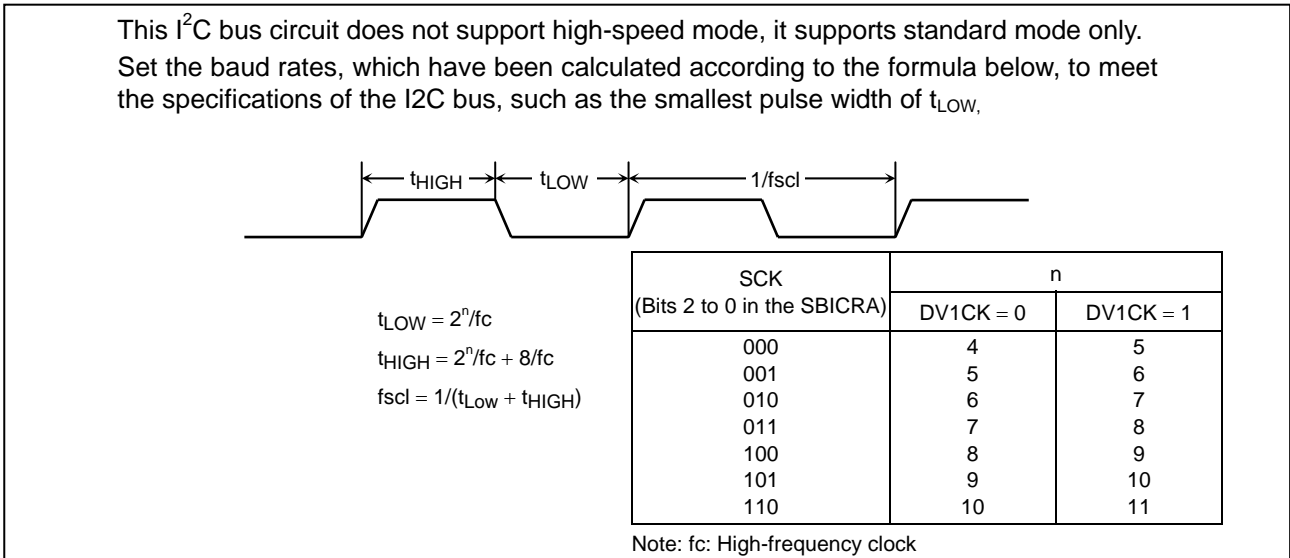 This I²C bus circuit does not support high-speed mode, it supports standard mode only.
Set the baud rates, which have been calculated according to the formula below, to meet
the specifications of the I2C bus, such as the smallest pulse width of tLOW,
tHIGH tLOW 1/fscl
tLOW = 2ⁿ/fc
tHIGH = 2ⁿ/fc + 8/fc
fscl = 1/(tLow + tHIGH)
SCK
(Bits 2 to 0 in the SBICRA)
n
DV1CK = 0 DV1CK = 1
000 4 5
001 5 6
010 6 7
011 7 8
100 8 9
101 9 10
110 10 11
Note: fc: High-frequency clock